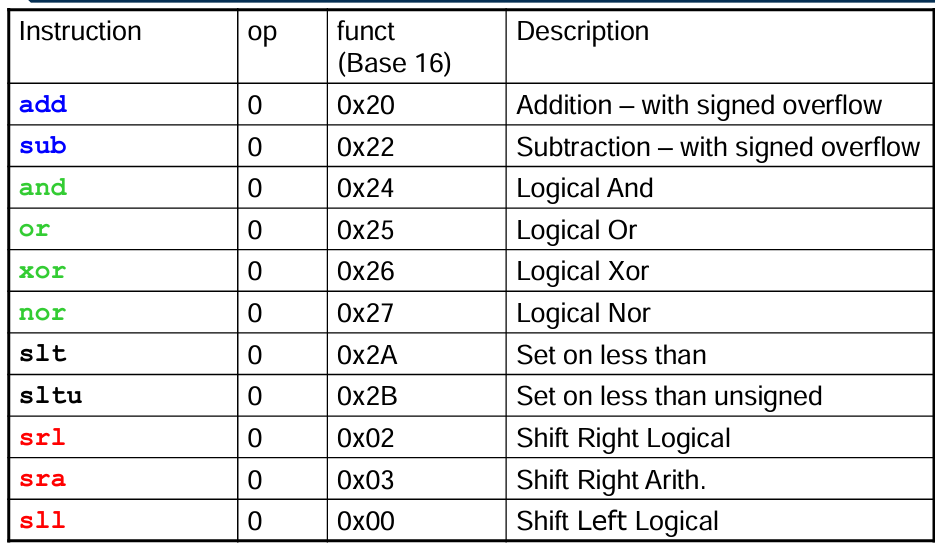 Instruction op funct Description
(Base 16)
add 0 0x20 Addition – with signed overflow
sub 0 0x22 Subtraction – with signed overflow
and 0 0x24 Logical And
or 0 0x25 Logical Or
xor 0 0x26 Logical Xor
nor 0 0x27 Logical Nor
slt 0 0x2A Set on less than
sltu 0 0x2B Set on less than unsigned
srl 0 0x02 Shift Right Logical
sra 0 0x03 Shift Right Arith.
sll 0 0x00 Shift Left Logical